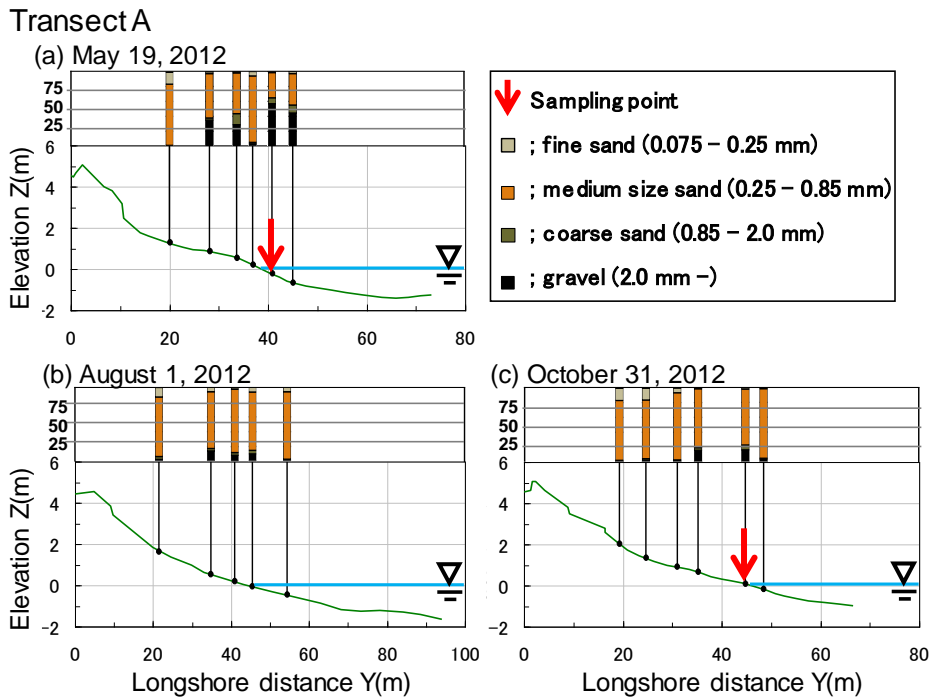 Transect A
(a) May 19, 2012
75
50
25
6
4
2
0
-2
Elevation Z(m)
0 20 40 60 80
Sampling point
; fine sand (0.075 – 0.25 mm)
; medium size sand (0.25 – 0.85 mm)
; coarse sand (0.85 – 2.0 mm)
; gravel (2.0 mm -)
(b) August 1, 2012
75
50
25
6
4
2
0
-2
Elevation Z(m)
0 20 40 60 80 100
Longshore distance Y(m)
(c) October 31, 2012
75
50
25
6
4
2
0
-2
0 20 40 60 80
Longshore distance Y(m)